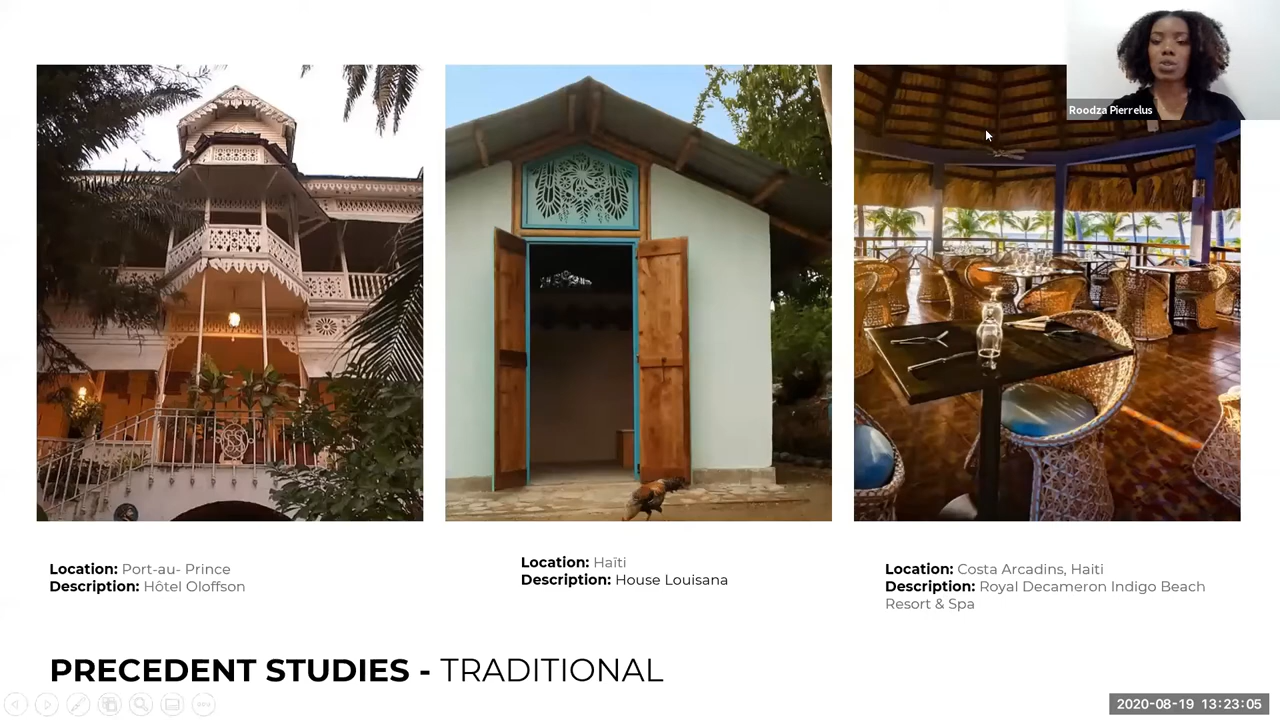 Roodza Pierrelus
Location: Port-au- Prince
Description: Hôtel Oloffson
Location: Haïti
Description: House Louisana
Location: Costa Arcadins, Haiti
Description: Royal Decameron Indigo Beach
Resort & Spa
PRECEDENT STUDIES - TRADITIONAL
2020-08-19 13:23:05